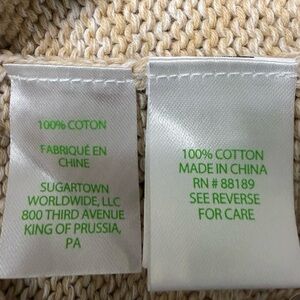 100% COTON
FABRIQUÉ EN
CHINE
SUGARTOWN
WORLDWIDE, LLC
800 THIRD AVENUE
KING OF PRUSSIA,
PA
100% COTTON
MADE IN CHINA
RN # 88189
SEE REVERSE
FOR CARE